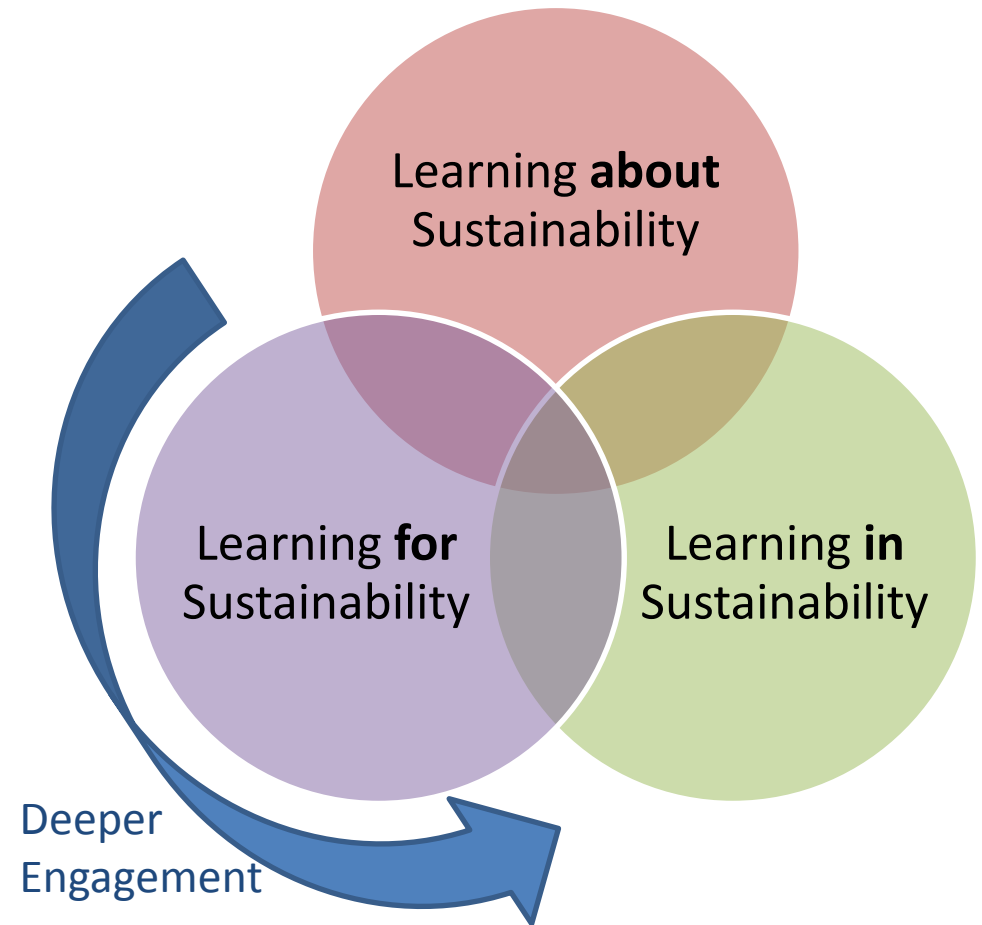 Learning about
Sustainability
Learning for
Sustainability
Learning in
Sustainability
Deeper
Engagement